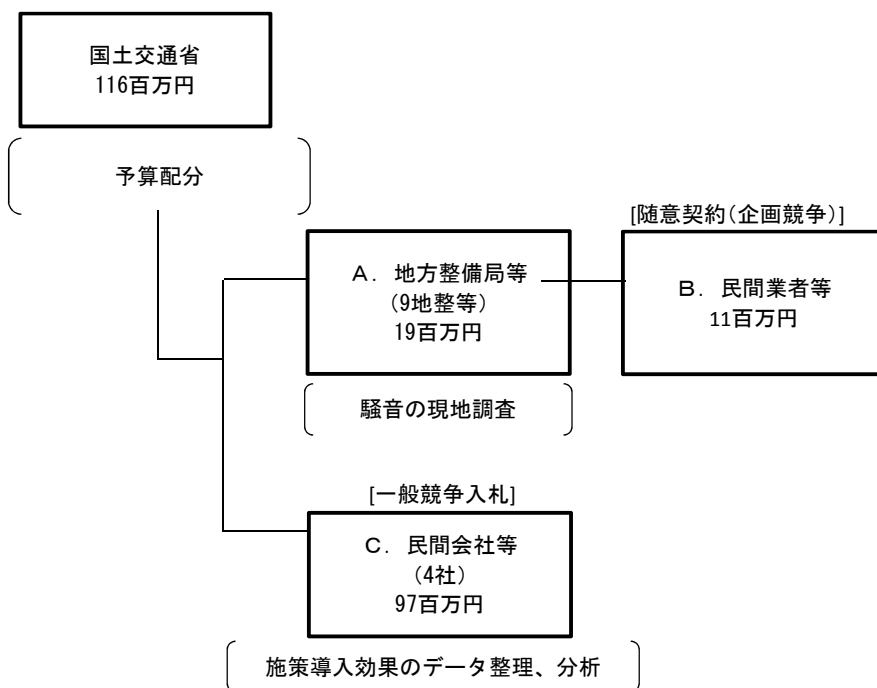 国土交通省
116百万円
予算配分
[随意契約(企画競争)]
A. 地方整備局等
(9地整等)
19百万円
B. 民間業者等
11百万円
騒音の現地調査
[一般競争入札]
C. 民間会社等
(4社)
97百万円
施策導入効果のデータ整理、分析